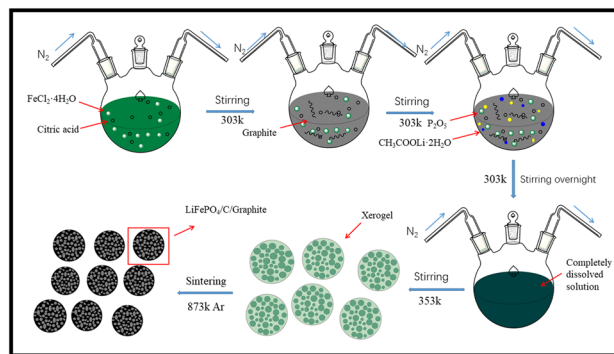 N₂
FeCl₂·4H₂O
Citric acid
Stirring
303k
Graphite
Stirring
303k
P₂O₅
CH₃COOLi·2H₂O
303k
Stirring overnight
N₂
Completely
dissolved
solution
Stirring
353k
Xerogel
Sintering
873k Ar
LiFePO₄/C/Graphite
N₂
N₂